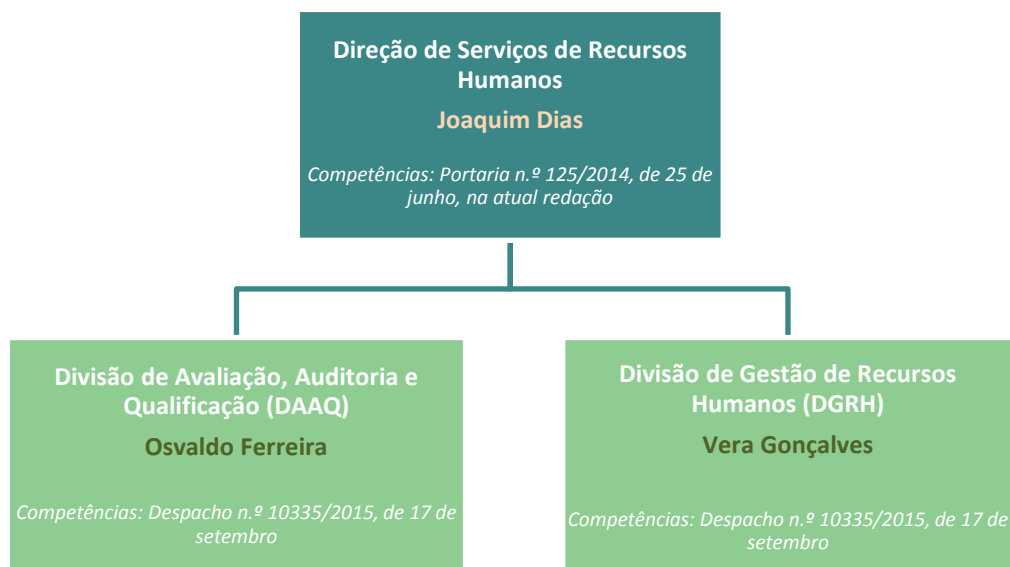 Direção de Serviços de Recursos
Humanos
Joaquim Dias
Competências: Portaria n.º 125/2014, de 25 de
junho, na atual redação
Divisão de Avaliação, Auditoria e
Qualificação (DAAQ)
Osvaldo Ferreira
Competências: Despacho n.º 10335/2015, de 17 de
setembro
Divisão de Gestão de Recursos
Humanos (DGRH)
Vera Gonçalves
Competências: Despacho n.º 10335/2015, de 17 de
setembro